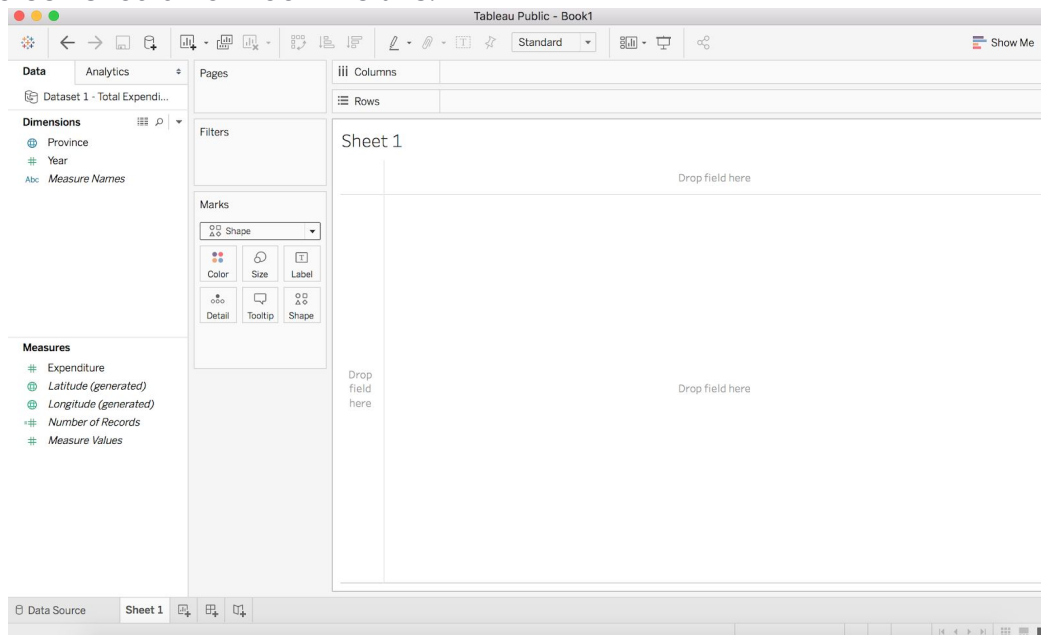 Tableau Public - Book1
Standard
Show Me
Data
Analytics
Pages
iii Columns
Rows
Dataset 1 - Total Expendi...
Dimensions
Province
Year
Abc Measure Names
Filters
Sheet 1
Drop field here
Marks
Shape
Color
Size
Label
Detail
Tooltip
Shape
Measures
Expenditure
Latitude (generated)
Longitude (generated)
Number of Records
Measure Values
Drop
field
here
Drop field here
Data Source
Sheet 1